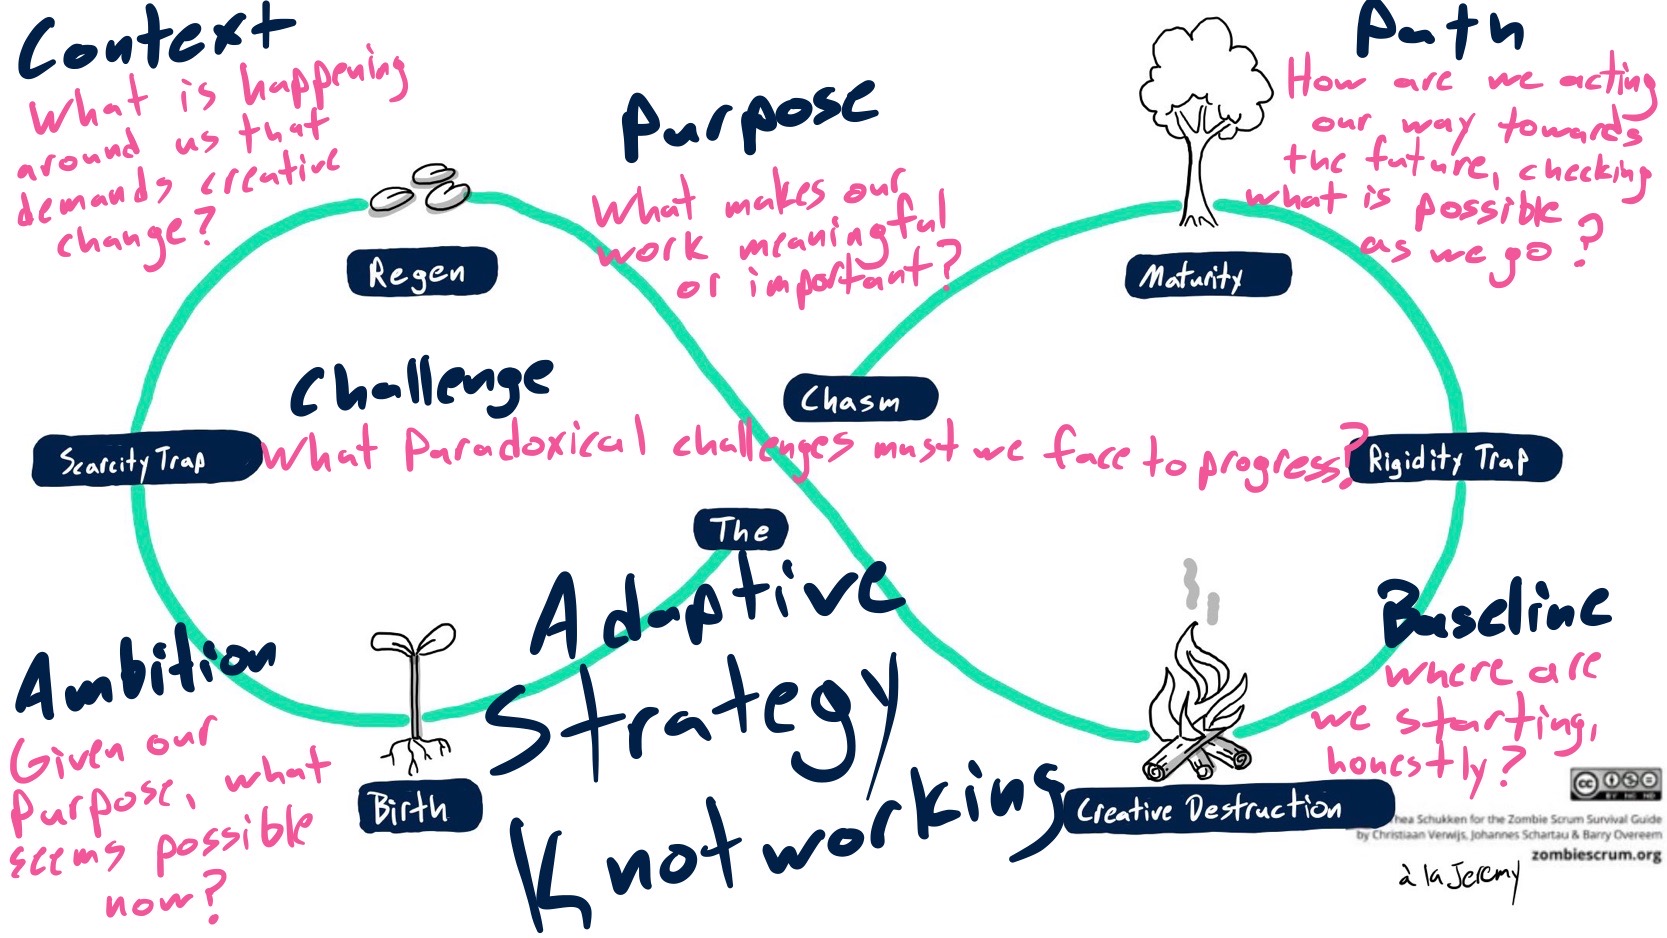 Context
What is happening
around us that
demands creative
change?
Purpose
What makes our
work meaningful
or important?
Path
How are we acting
our way towards
the future, checking
what is possible
as we go?
Regen
Maturity
Challenge
What Paradoxical challenges must we face to progress?
Chasm
Scarcity Trap
Rigidity Trap
The
Adaptive
Strategy
Knotworking
Ambition
Given our
Purpose, what
seems possible
now?
Birth
Baseline
where are
we starting,
honestly?
Creative Destruction
cc
BY NC ND
hea Schukken for the Zombie Scrum Survival Guide
by Christiaan Verwijs, Johannes Schartau & Barry Overeem
zombiescrum.org
à la Jeremy